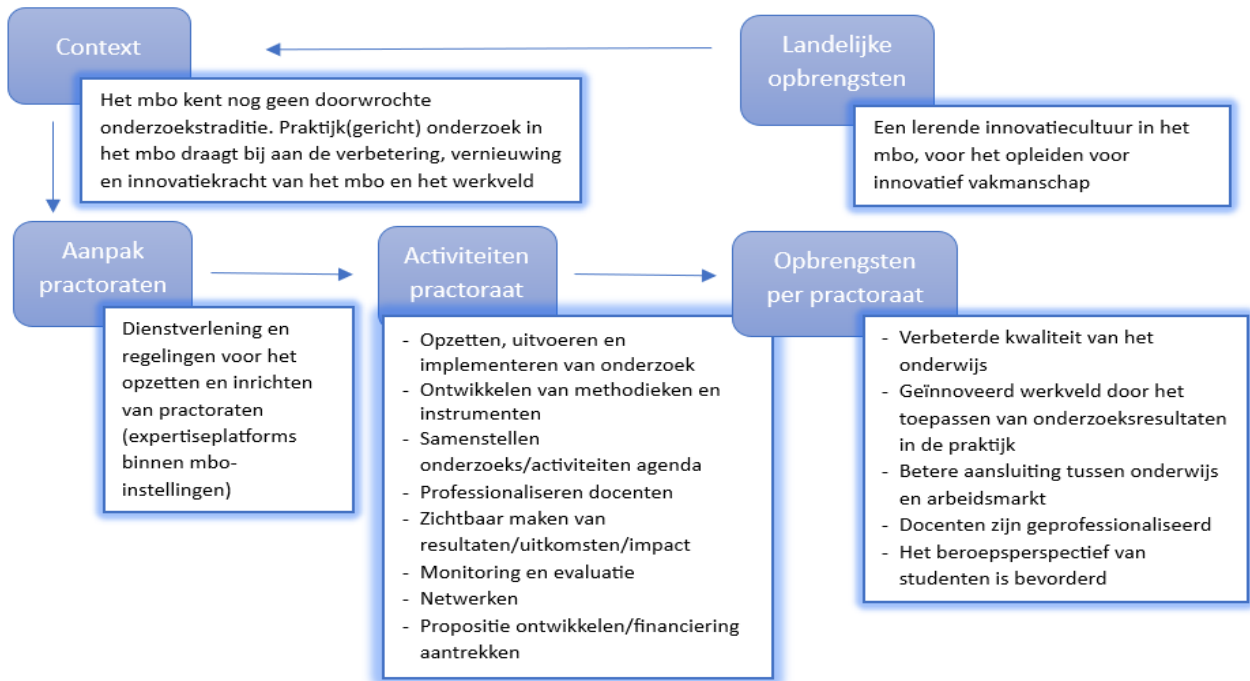 Context
Het mbo kent nog geen doorwrochte
onderzoekstraditie. Praktijk(gericht) onderzoek in
het mbo draagt bij aan de verbetering, vernieuwing
en innovatiekracht van het mbo en het werkveld
Landelijke
opbrengsten
Een lerende innovatiecultuur in het
mbo, voor het opleiden voor
innovatief vakmanschap
Aanpak
practoraten
Dienstverlening en
regelingen voor het
opzetten en inrichten
van practoraten
(expertiseplatforms
binnen mbo-
instellingen)
Activiteiten
practoraat
- Opzetten, uitvoeren en
implementeren van onderzoek
- Ontwikkelen van methodieken en
instrumenten
- Samenstellen
onderzoeks/activiteiten agenda
- Professionaliseren docenten
- Zichtbaar maken van
resultaten/uitkomsten/impact
- Monitoring en evaluatie
- Netwerken
- Propositie ontwikkelen/financiering
aantrekken
Opbrengsten
per practoraat
- Verbeterde kwaliteit van het
onderwijs
- Geïnnoveerd werkveld door het
toepassen van onderzoeksresultaten
in de praktijk
- Betere aansluiting tussen onderwijs
en arbeidsmarkt
- Docenten zijn geprofessionaliseerd
- Het beroepsperspectief van
studenten is bevorderd